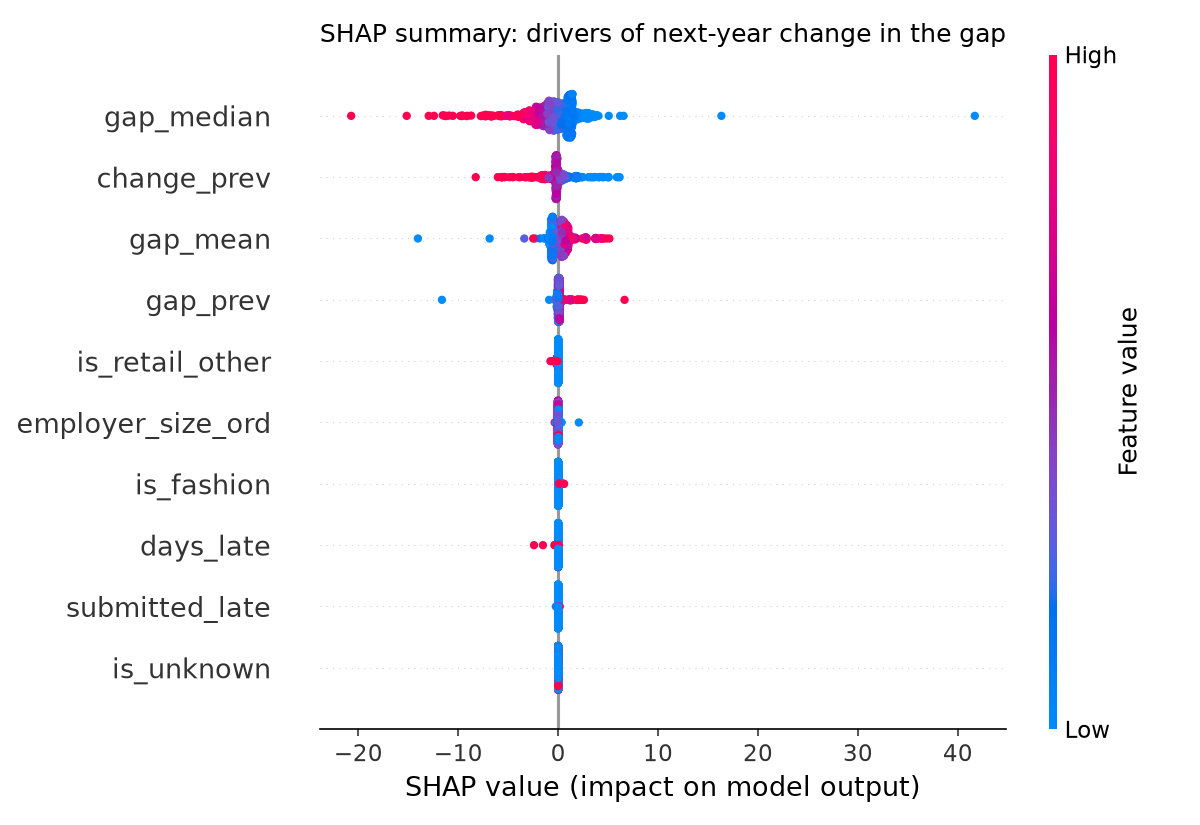 SHAP summary: drivers of next-year change in the gap
High
gap_median
change_prev
gap_mean
gap_prev
is_retail_other
employer_size_ord
is_fashion
days_late
submitted_late
is_unknown
Feature value
Low
−20 −10 0 10 20 30 40
SHAP value (impact on model output)